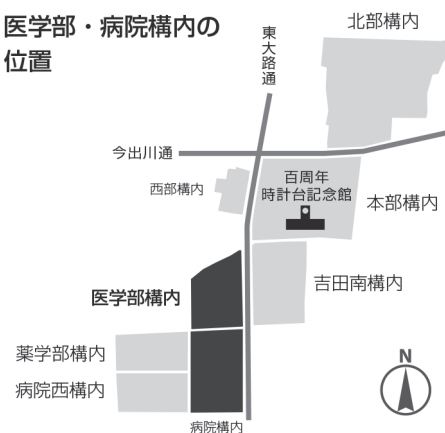 医学部・病院構内の
位置
北部構内
東大路通
今出川通
百周年
時計台記念館
西部構内
本部構内
医学部構内
吉田南構内
薬学部構内
病院西構内
病院構内
N